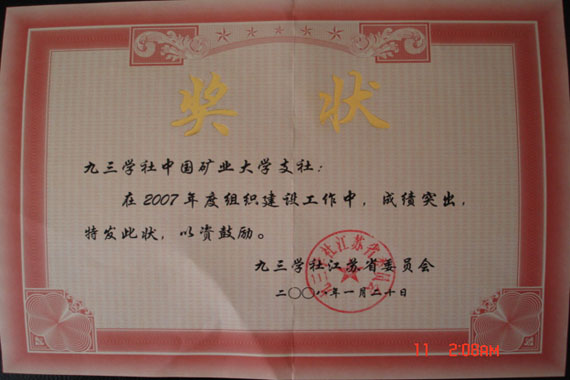 奖 状
九三学社中国矿业大学支社：
在2007年度组织建设工作中，成绩突出，
特发此状，以资鼓励。
九三学社江苏省委员会
二〇〇八年一月二十日
11 2:08AM